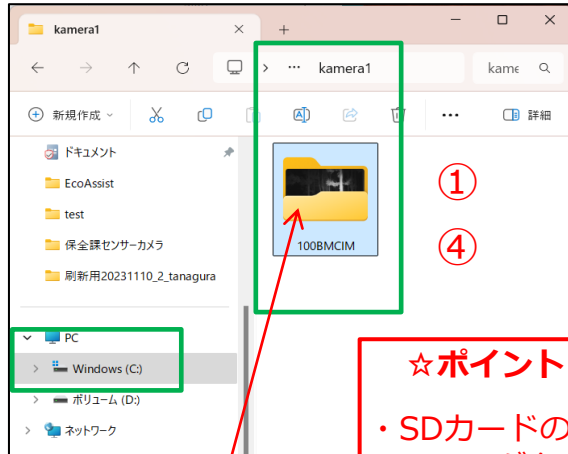 kamera1
kamera1
kame
新規作成
詳細
ドキュメント
EcoAssist
test
保全課センサーカメラ
刷新用20231110_2_tanagura
100BMCIM
①
④
PC
Windows (C:)
ボリューム (D:)
ネットワーク
☆ポイント
・SDカードの